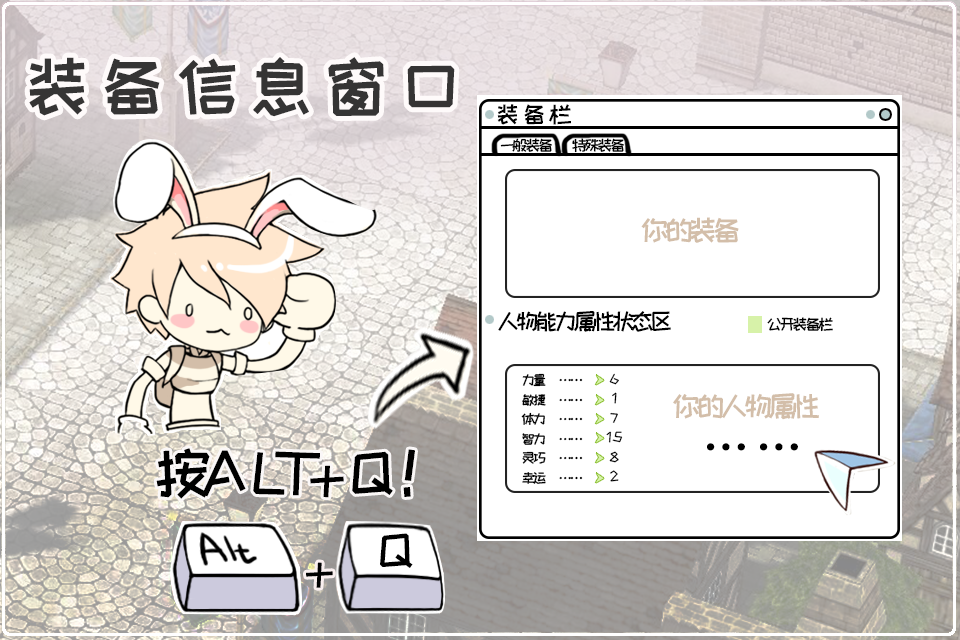 装备信息窗口
装备栏
一般装备 特殊装备
你的装备
人物能力属性状态区
公开装备栏
力量 …… 6
敏捷 …… 1
体力 …… 7
智力 …… 15
灵巧 …… 8
幸运 …… 2
你的人物属性
••• •••
按ALT+Q!
Alt + Q